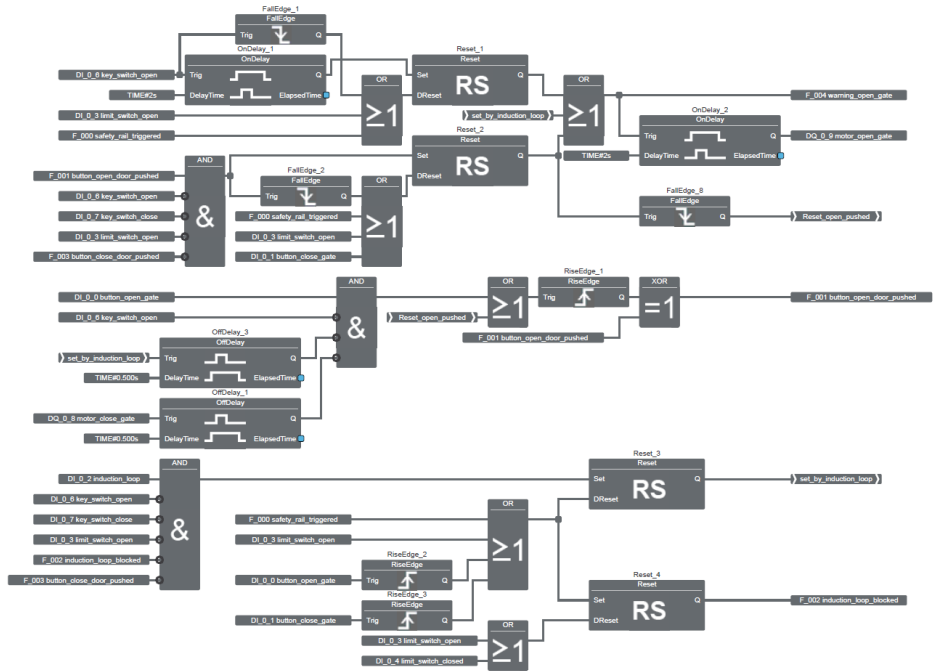 FallEdge_1
FallEdge
Trig Q
OnDelay_1
OnDelay
DI_0_6 key_switch_open
Trig Q
TIME#2s
DelayTime ElapsedTime
DI_0_3 limit_switch_open
F_000 safety_rail_triggered
OR
≥1
Reset_1
Reset
Set Q
DReset
RS
set_by_induction_loop
OR
≥1
F_004 warning_open_gate
OnDelay_2
OnDelay
Trig Q
DQ_0_9 motor_open_gate
TIME#2s
DelayTime ElapsedTime
Reset_2
Reset
Set Q
DReset
RS
AND
&
F_001 button_open_door_pushed
DI_0_6 key_switch_open
DI_0_7 key_switch_close
DI_0_3 limit_switch_open
F_003 button_close_door_pushed
FallEdge_2
FallEdge
Trig Q
F_000 safety_rail_triggered
DI_0_3 limit_switch_open
DI_0_1 button_close_gate
OR
≥1
FallEdge_8
FallEdge
Trig Q
Reset_open_pushed
DI_0_0 button_open_gate
DI_0_6 key_switch_open
AND
&
OffDelay_3
OffDelay
set_by_induction_loop
Trig Q
TIME#0.500s
DelayTime ElapsedTime
OffDelay_1
OffDelay
DQ_0_8 motor_close_gate
Trig Q
TIME#0.500s
DelayTime ElapsedTime
Reset_open_pushed
OR
≥1
RiseEdge_1
RiseEdge
Trig Q
F_001 button_open_door_pushed
XOR
=1
F_001 button_open_door_pushed
AND
&
DI_0_2 induction_loop
DI_0_6 key_switch_open
DI_0_7 key_switch_close
DI_0_3 limit_switch_open
F_002 induction_loop_blocked
F_003 button_close_door_pushed
F_000 safety_rail_triggered
DI_0_3 limit_switch_open
RiseEdge_2
RiseEdge
DI_0_0 button_open_gate
Trig Q
RiseEdge_3
RiseEdge
DI_0_1 button_close_gate
Trig Q
OR
≥1
Reset_3
Reset
Set Q
DReset
RS
set_by_induction_loop
DI_0_3 limit_switch_open
DI_0_4 limit_switch_closed
OR
≥1
Reset_4
Reset
Set Q
DReset
RS
F_002 induction_loop_blocked